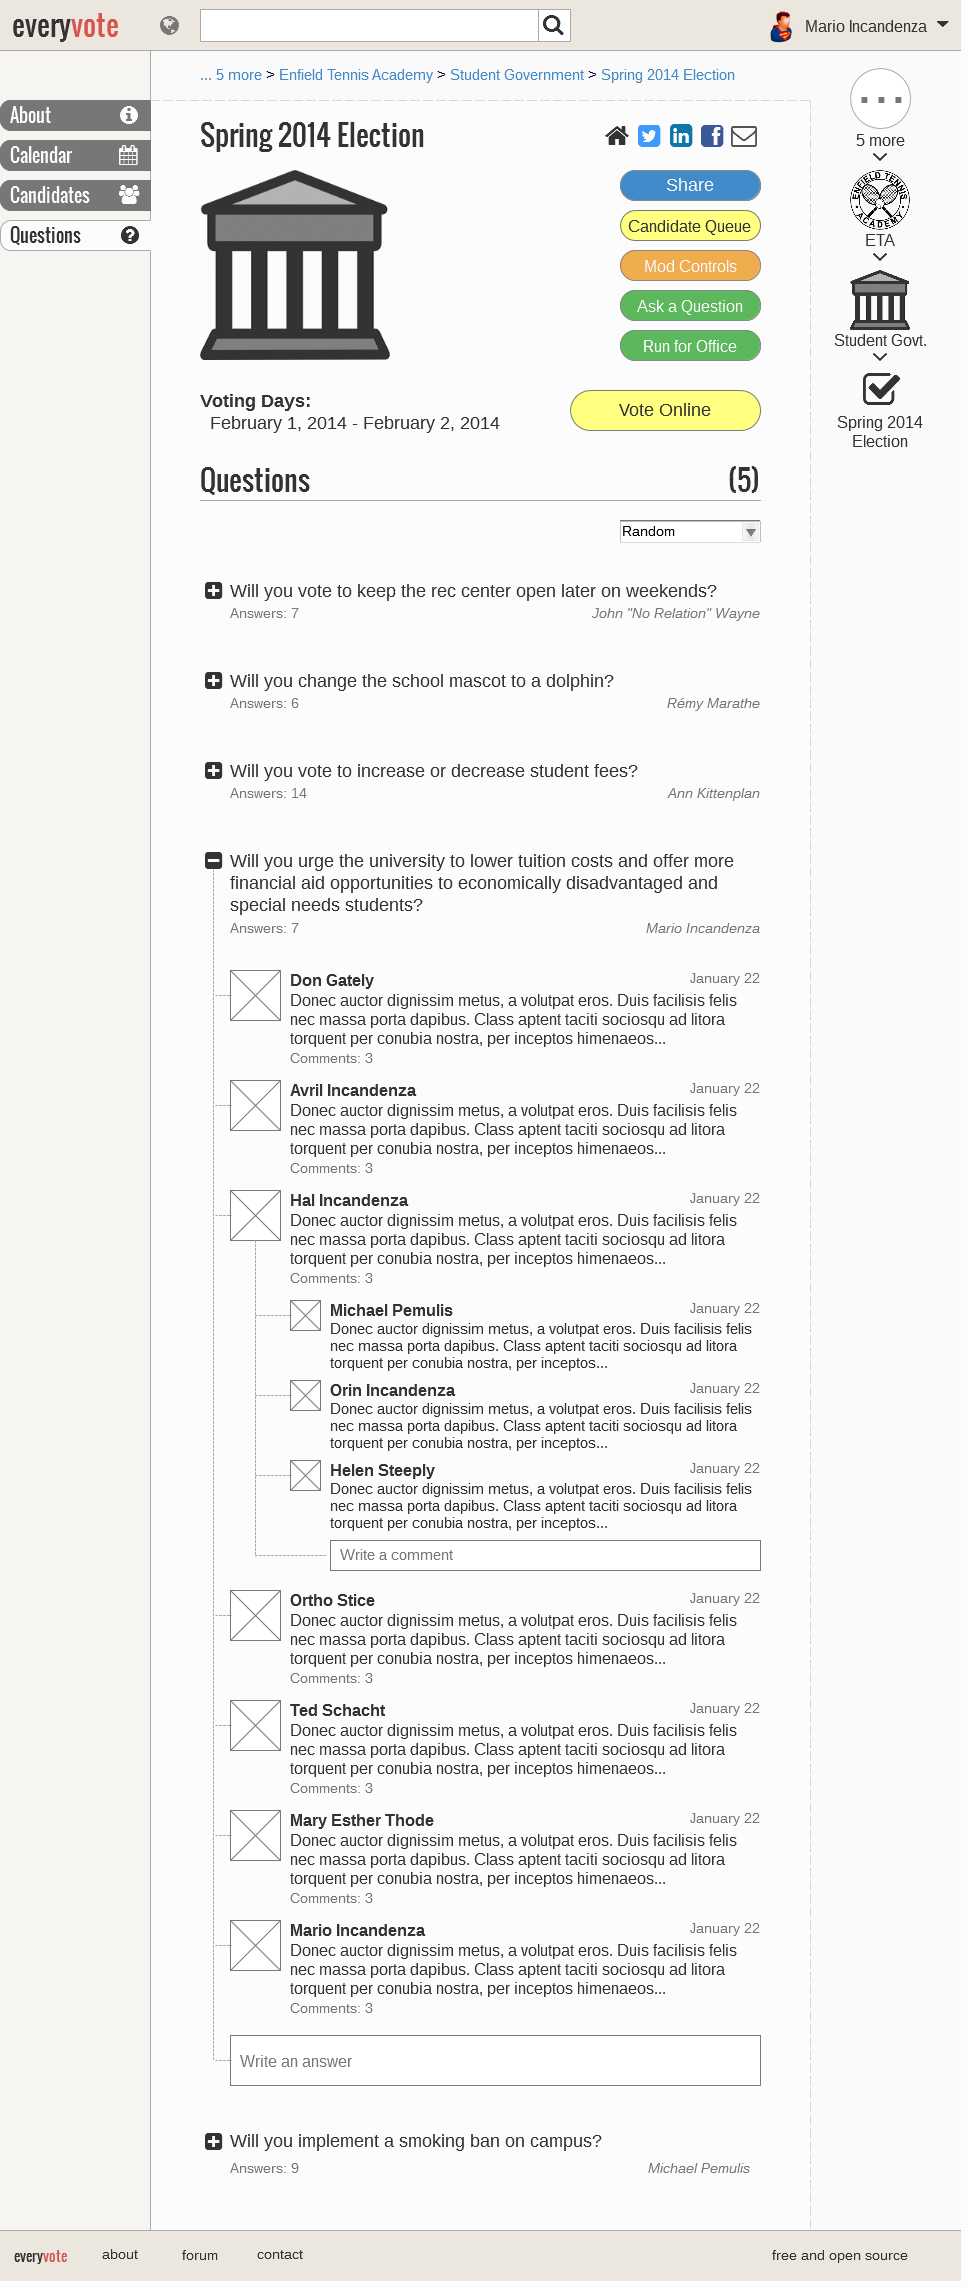 everyvote
Mario Incandenza
... 5 more > Enfield Tennis Academy > Student Government > Spring 2014 Election
About
Calendar
Candidates
Questions
Spring 2014 Election
Share
Candidate Queue
Mod Controls
Ask a Question
Run for Office
Voting Days:
February 1, 2014 - February 2, 2014
Vote Online
5 more
ENFIELD TENNIS
ACADEMY
ETA
Student Govt.
Spring 2014
Election
Questions (5)
Random
Will you vote to keep the rec center open later on weekends?
Answers: 7 John "No Relation" Wayne
Will you change the school mascot to a dolphin?
Answers: 6 Rémy Marathe
Will you vote to increase or decrease student fees?
Answers: 14 Ann Kittenplan
Will you urge the university to lower tuition costs and offer more
financial aid opportunities to economically disadvantaged and
special needs students?
Answers: 7 Mario Incandenza
Don Gately January 22
Donec auctor dignissim metus, a volutpat eros. Duis facilisis felis
nec massa porta dapibus. Class aptent taciti sociosqu ad litora
torquent per conubia nostra, per inceptos himenaeos...
Comments: 3
Avril Incandenza January 22
Donec auctor dignissim metus, a volutpat eros. Duis facilisis felis
nec massa porta dapibus. Class aptent taciti sociosqu ad litora
torquent per conubia nostra, per inceptos himenaeos...
Comments: 3
Hal Incandenza January 22
Donec auctor dignissim metus, a volutpat eros. Duis facilisis felis
nec massa porta dapibus. Class aptent taciti sociosqu ad litora
torquent per conubia nostra, per inceptos himenaeos...
Comments: 3
Michael Pemulis January 22
Donec auctor dignissim metus, a volutpat eros. Duis facilisis felis
nec massa porta dapibus. Class aptent taciti sociosqu ad litora
torquent per conubia nostra, per inceptos...
Orin Incandenza January 22
Donec auctor dignissim metus, a volutpat eros. Duis facilisis felis
nec massa porta dapibus. Class aptent taciti sociosqu ad litora
torquent per conubia nostra, per inceptos...
Helen Steeply January 22
Donec auctor dignissim metus, a volutpat eros. Duis facilisis felis
nec massa porta dapibus. Class aptent taciti sociosqu ad litora
torquent per conubia nostra, per inceptos...
Write a comment
Ortho Stice January 22
Donec auctor dignissim metus, a volutpat eros. Duis facilisis felis
nec massa porta dapibus. Class aptent taciti sociosqu ad litora
torquent per conubia nostra, per inceptos himenaeos...
Comments: 3
Ted Schacht January 22
Donec auctor dignissim metus, a volutpat eros. Duis facilisis felis
nec massa porta dapibus. Class aptent taciti sociosqu ad litora
torquent per conubia nostra, per inceptos himenaeos...
Comments: 3
Mary Esther Thode January 22
Donec auctor dignissim metus, a volutpat eros. Duis facilisis felis
nec massa porta dapibus. Class aptent taciti sociosqu ad litora
torquent per conubia nostra, per inceptos himenaeos...
Comments: 3
Mario Incandenza January 22
Donec auctor dignissim metus, a volutpat eros. Duis facilisis felis
nec massa porta dapibus. Class aptent taciti sociosqu ad litora
torquent per conubia nostra, per inceptos himenaeos...
Comments: 3
Write an answer
Will you implement a smoking ban on campus?
Answers: 9 Michael Pemulis
everyvote about forum contact free and open source